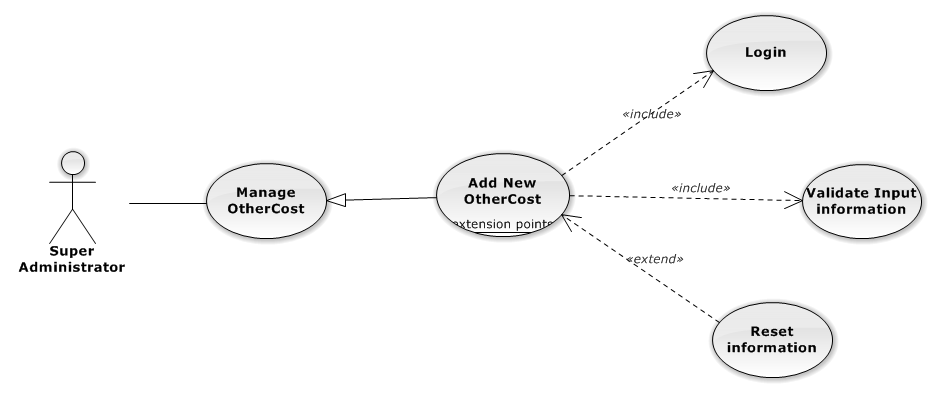 Login
«include»
Manage
OtherCost
Add New
OtherCost
extension points
«include»
Validate Input
information
Super
Administrator
«extend»
Reset
information